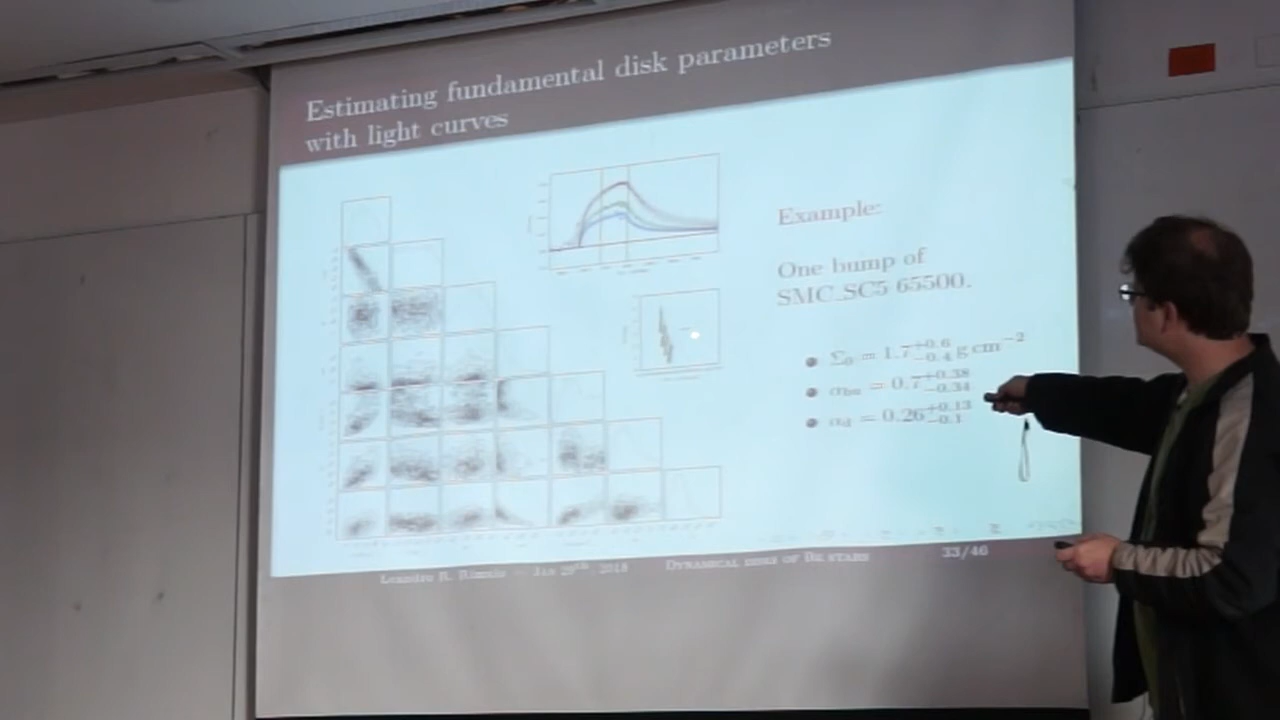 Estimating fundamental disk parameters
with light curves
Example:
One bump of
SMC_SC5 65500.
Σ₀ = 1.7⁺⁰·⁶₋₀.₄ g cm⁻²
αbu = 0.7⁺⁰·³⁸₋₀.₃₄
αd = 0.26⁺⁰·¹³₋₀.₁
Leandro R. Rímulo — Jan 29ᵗʰ, 2018
Dynamical disks of Be stars
33/46